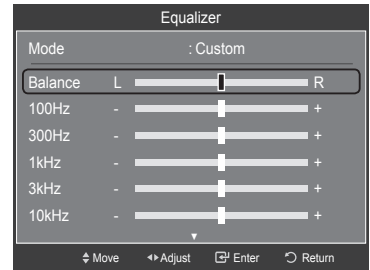 Equalizer
Mode : Custom
Balance L R
100Hz - +
300Hz - +
1kHz - +
3kHz - +
10kHz - +
Move Adjust Enter Return